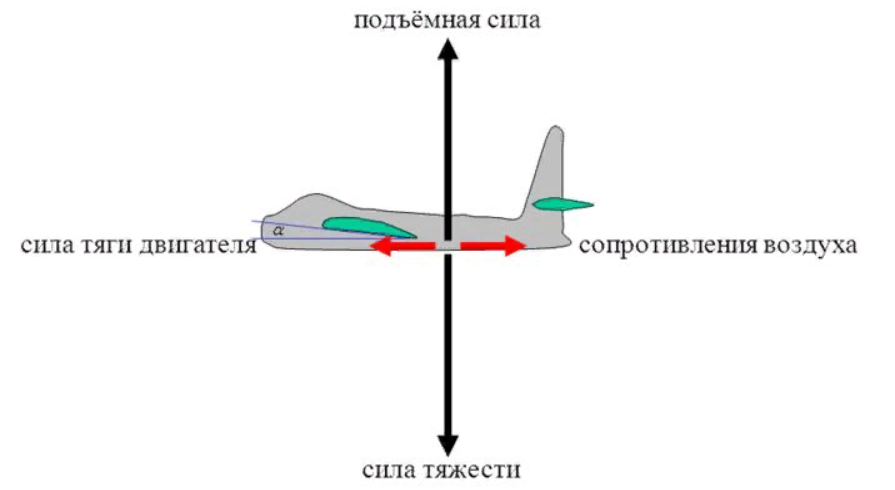 подъёмная сила
α
сила тяги двигателя
сопротивления воздуха
сила тяжести